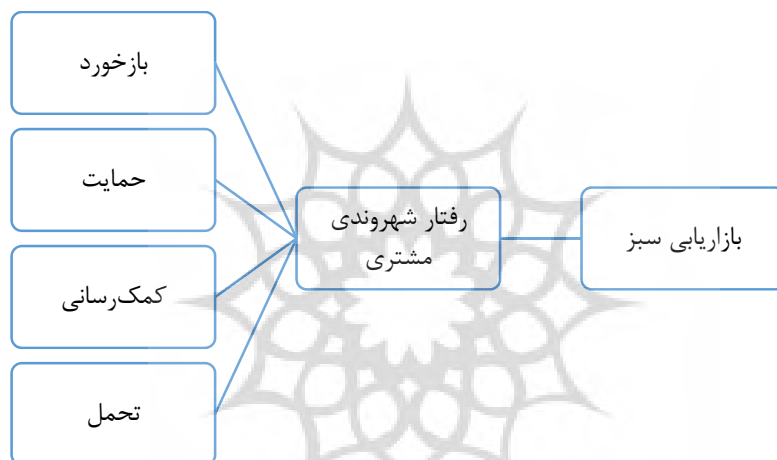 بازاریابی سبز
رفتار شهروندی
مشتری
بازخورد
حمایت
کمک‌رسانی
تحمل